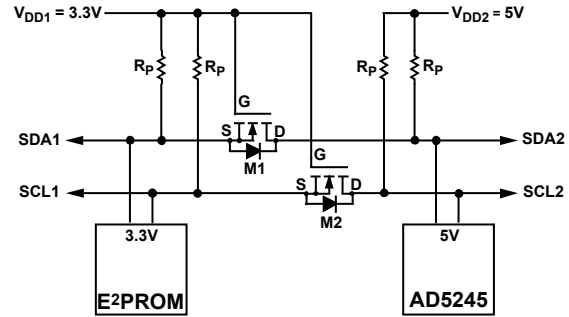 VDD1 = 3.3V
VDD2 = 5V
RP
RP
RP
RP
G
S
D
SDA1
SDA2
M1
G
S
D
SCL1
SCL2
M2
3.3V
5V
E2PROM
AD5245